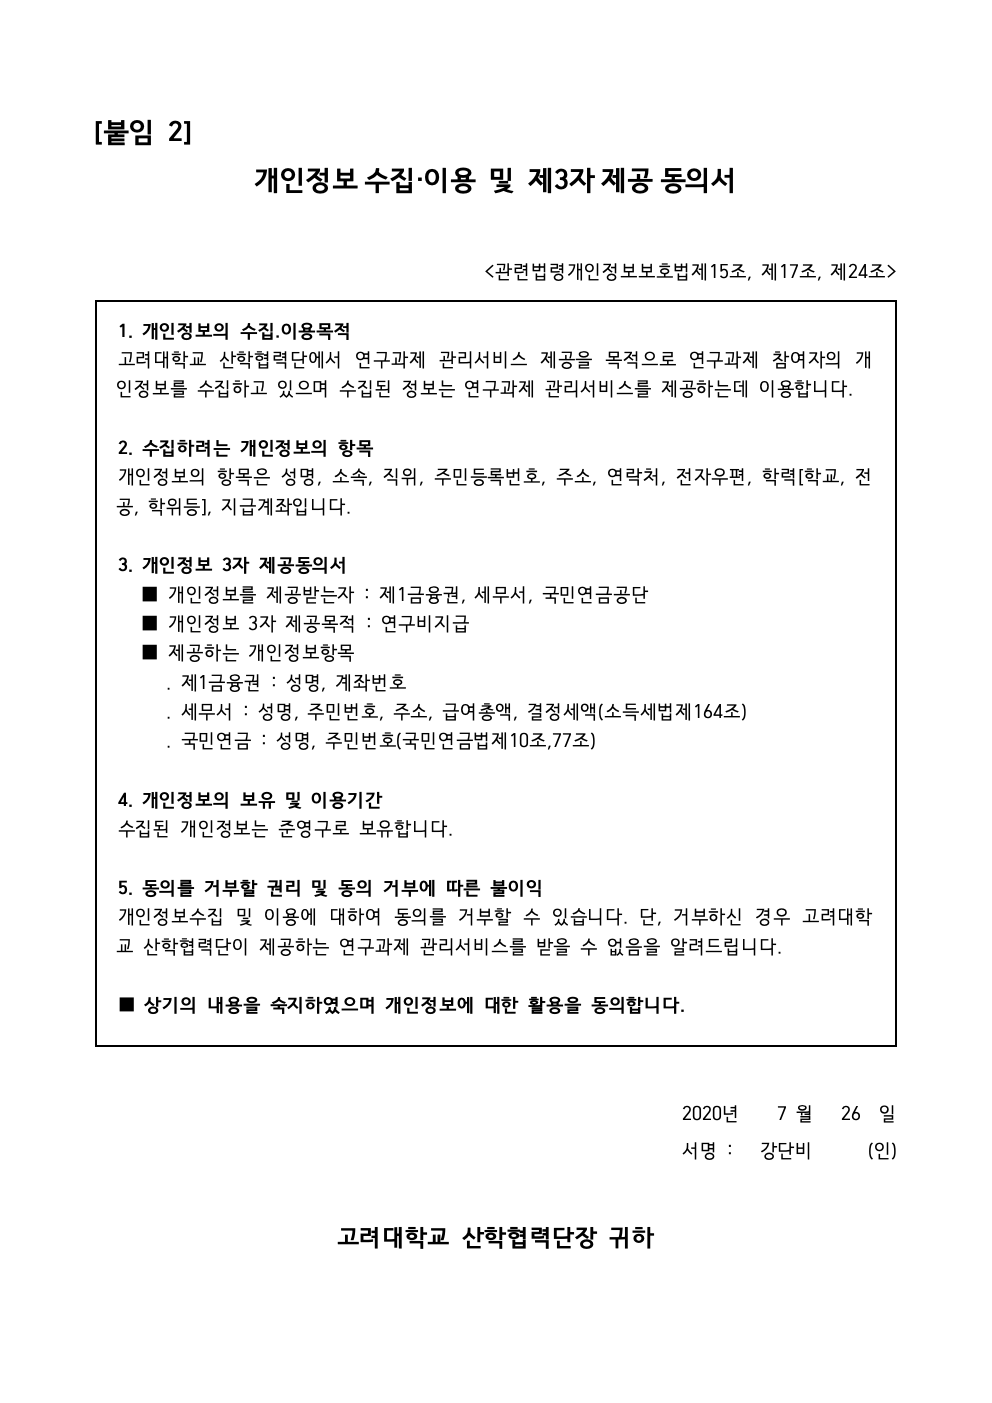 [붙임 2]
개인정보 수집·이용 및 제3자 제공 동의서
<관련법령개인정보보호법제15조, 제17조, 제24조>
1. 개인정보의 수집.이용목적
고려대학교 산학협력단에서 연구과제 관리서비스 제공을 목적으로 연구과제 참여자의 개
인정보를 수집하고 있으며 수집된 정보는 연구과제 관리서비스를 제공하는데 이용합니다.
2. 수집하려는 개인정보의 항목
개인정보의 항목은 성명, 소속, 직위, 주민등록번호, 주소, 연락처, 전자우편, 학력[학교, 전
공, 학위등], 지급계좌입니다.
3. 개인정보 3자 제공동의서
■ 개인정보를 제공받는자 : 제1금융권, 세무서, 국민연금공단
■ 개인정보 3자 제공목적 : 연구비지급
■ 제공하는 개인정보항목
. 제1금융권 : 성명, 계좌번호
. 세무서 : 성명, 주민번호, 주소, 급여총액, 결정세액(소득세법제164조)
. 국민연금 : 성명, 주민번호(국민연금법제10조,77조)
4. 개인정보의 보유 및 이용기간
수집된 개인정보는 준영구로 보유합니다.
5. 동의를 거부할 권리 및 동의 거부에 따른 불이익
개인정보수집 및 이용에 대하여 동의를 거부할 수 있습니다. 단, 거부하신 경우 고려대학
교 산학협력단이 제공하는 연구과제 관리서비스를 받을 수 없음을 알려드립니다.
■ 상기의 내용을 숙지하였으며 개인정보에 대한 활용을 동의합니다.
2020년 7 월 26 일
서명 : 강단비 (인)
고려대학교 산학협력단장 귀하